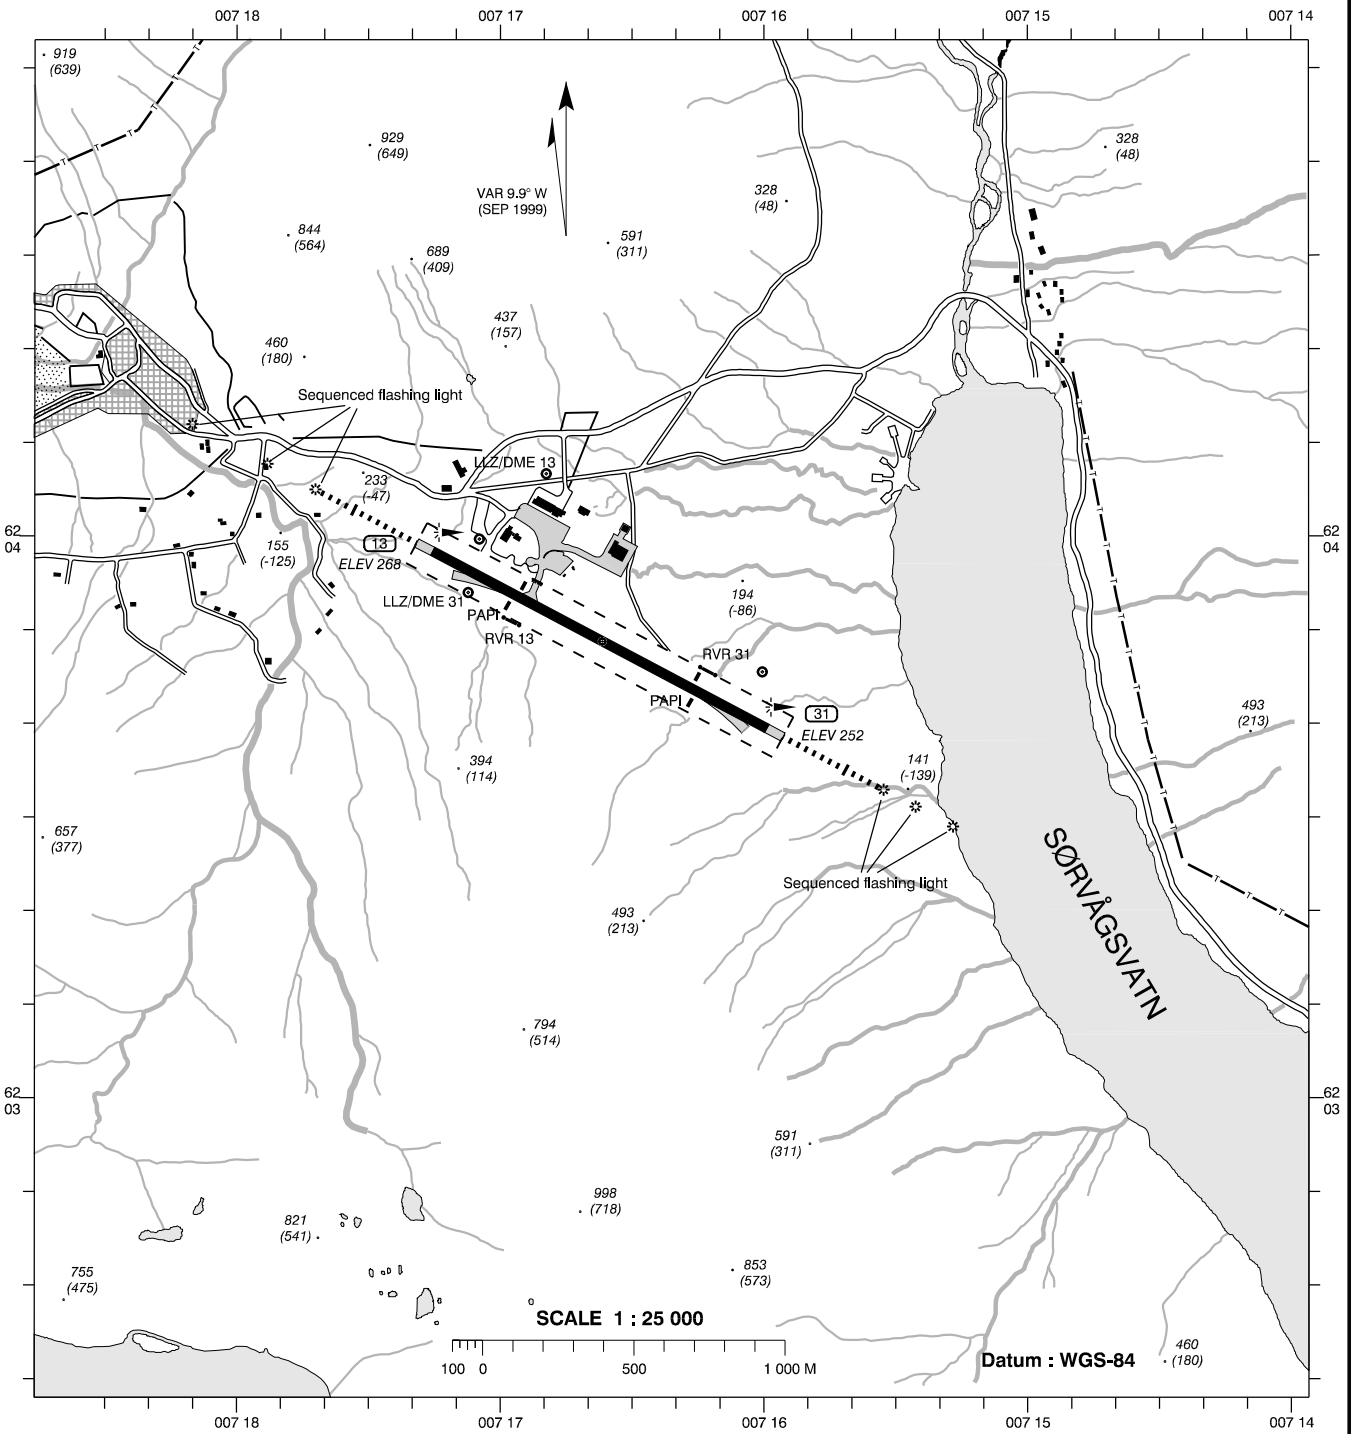 007 18
007 17
007 16
007 15
007 14
919
(639)
929
(649)
328
(48)
VAR 9.9° W
(SEP 1999)
328
(48)
844
(564)
689
(409)
591
(311)
437
(157)
460
(180)
Sequenced flashing light
LLZ/DME 13
233
(-47)
62
04
155
(-125)
13
ELEV 268
62
04
LLZ/DME 31
PAPI
RVR 13
194
(-86)
RVR 31
PAPI
31
ELEV 252
493
(213)
394
(114)
141
(-139)
657
(377)
Sequenced flashing light
SØRVÅGSVATN
493
(213)
794
(514)
62
03
62
03
591
(311)
998
(718)
821
(541)
755
(475)
853
(573)
SCALE 1 : 25 000
100 0 500 1 000 M
Datum : WGS-84
460
(180)
007 18
007 17
007 16
007 15
007 14
T
T
T
T
T
T
T
T
T
T
T